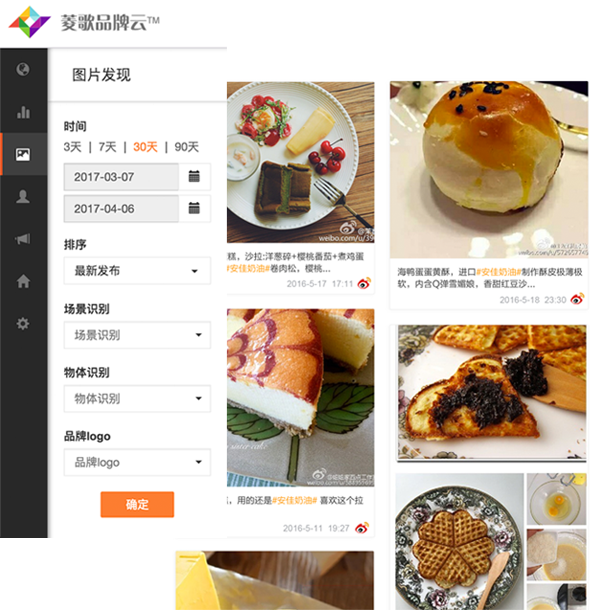 菱歌品牌云TM
图片发现
时间
3天 | 7天 | 30天 | 90天
2017-03-07
2017-04-06
排序
最新发布
场景识别
场景识别
物体识别
物体识别
品牌logo
品牌logo
确定
weibo.com/u/39
糕，沙拉:洋葱碎+樱桃番茄+煮鸡蛋
#安佳奶油#卷肉松，樱桃...
2016-5-17 17:11
海鸭蛋蛋黄酥，进口#安佳奶油#制作酥皮极薄极
软，内含Q弹雪媚娘，香甜红豆沙...
2016-5-18 23:30
用的还是#安佳奶油# 喜欢这个拉
2016-5-11 19:27